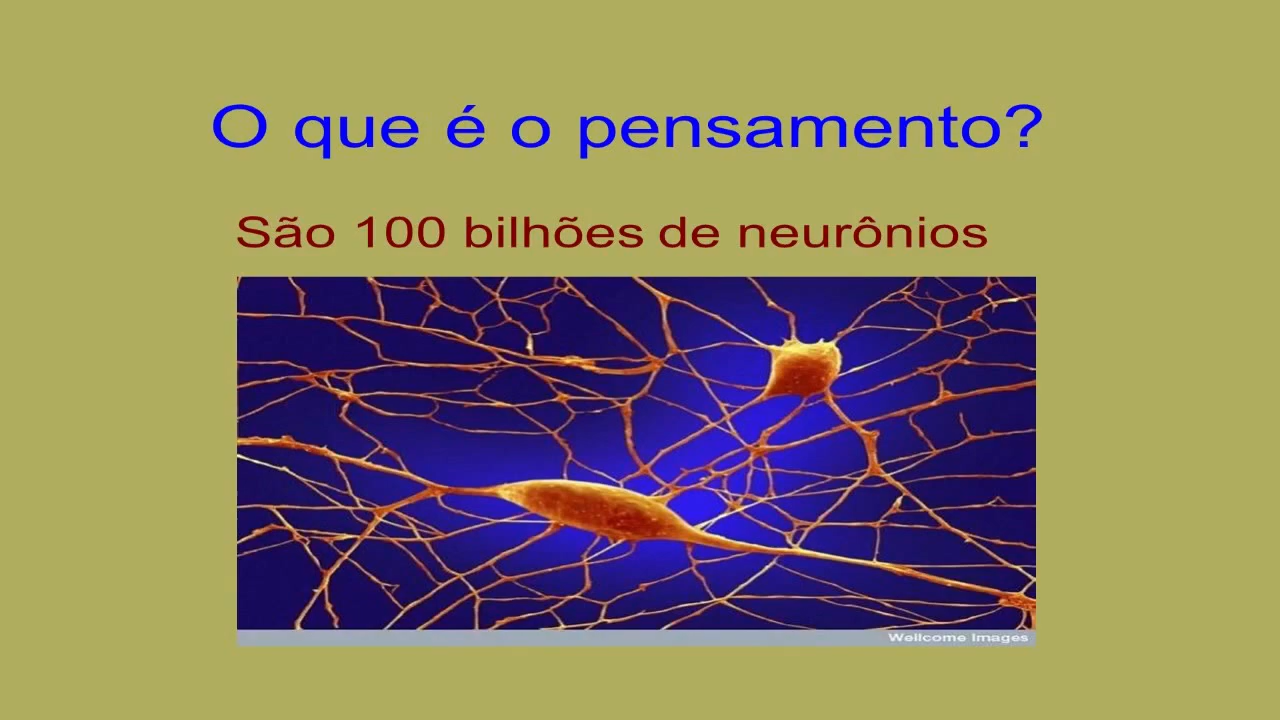 O que é o pensamento?
São 100 bilhões de neurônios
Wellcome Images